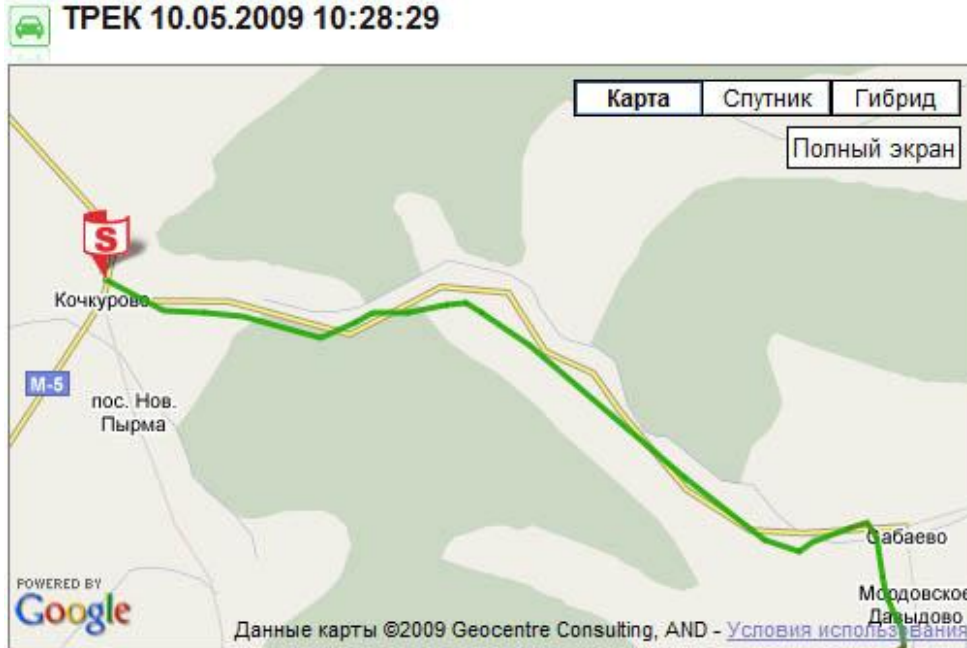 ТРЕК 10.05.2009 10:28:29
Карта
Спутник
Гибрид
Полный экран
S
Кочкурово
М-5
пос. Нов.
Пырма
Сабаево
Мордовское
Давыдово
POWERED BY
Google
Данные карты ©2009 Geocentre Consulting, AND - Условия использования